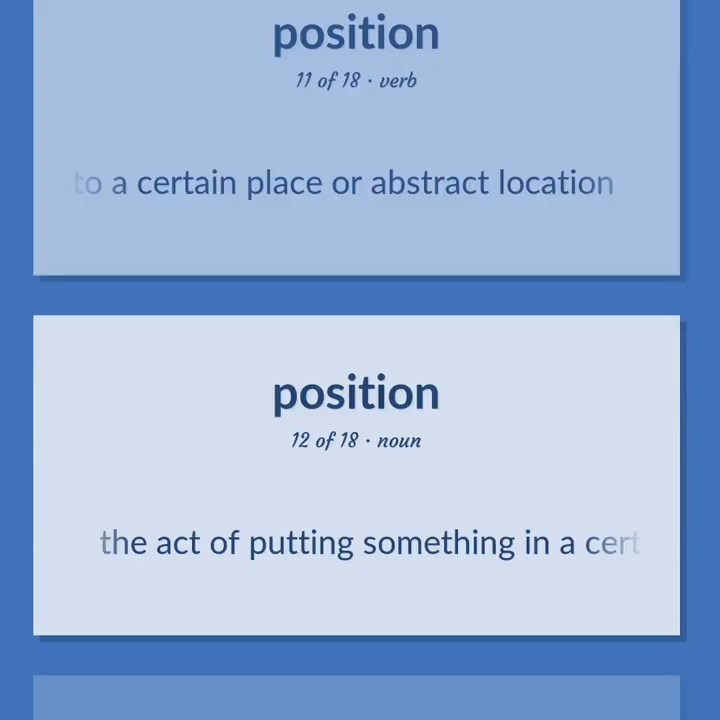 position
11 of 18 · verb
to a certain place or abstract location
position
12 of 18 · noun
the act of putting something in a cert